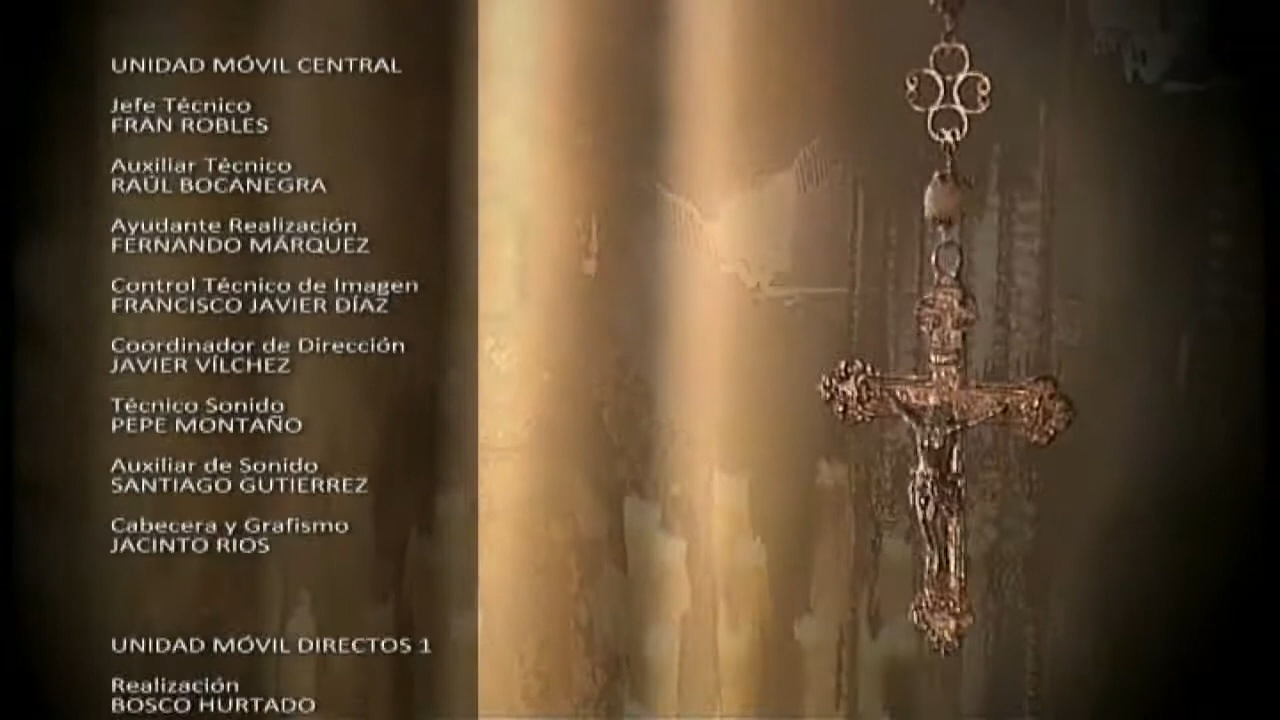 UNIDAD MÓVIL CENTRAL
Jefe Técnico
FRAN ROBLES
Auxiliar Técnico
RAÚL BOCANEGRA
Ayudante Realización
FERNANDO MÁRQUEZ
Control Técnico de Imagen
FRANCISCO JAVIER DÍAZ
Coordinador de Dirección
JAVIER VÍLCHEZ
Técnico Sonido
PEPE MONTAÑO
Auxiliar de Sonido
SANTIAGO GUTIERREZ
Cabecera y Grafismo
JACINTO RIOS
UNIDAD MÓVIL DIRECTOS 1
Realización
BOSCO HURTADO